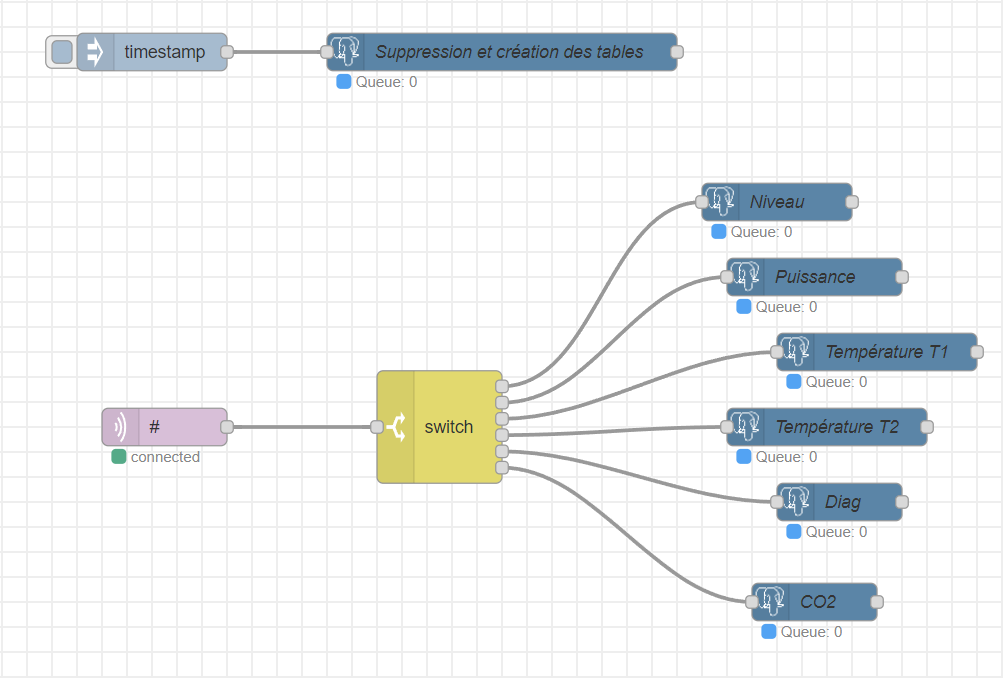 timestamp
Suppression et création des tables
Queue: 0
Niveau
Queue: 0
Puissance
Queue: 0
Température T1
Queue: 0
#
connected
switch
Température T2
Queue: 0
Diag
Queue: 0
CO2
Queue: 0